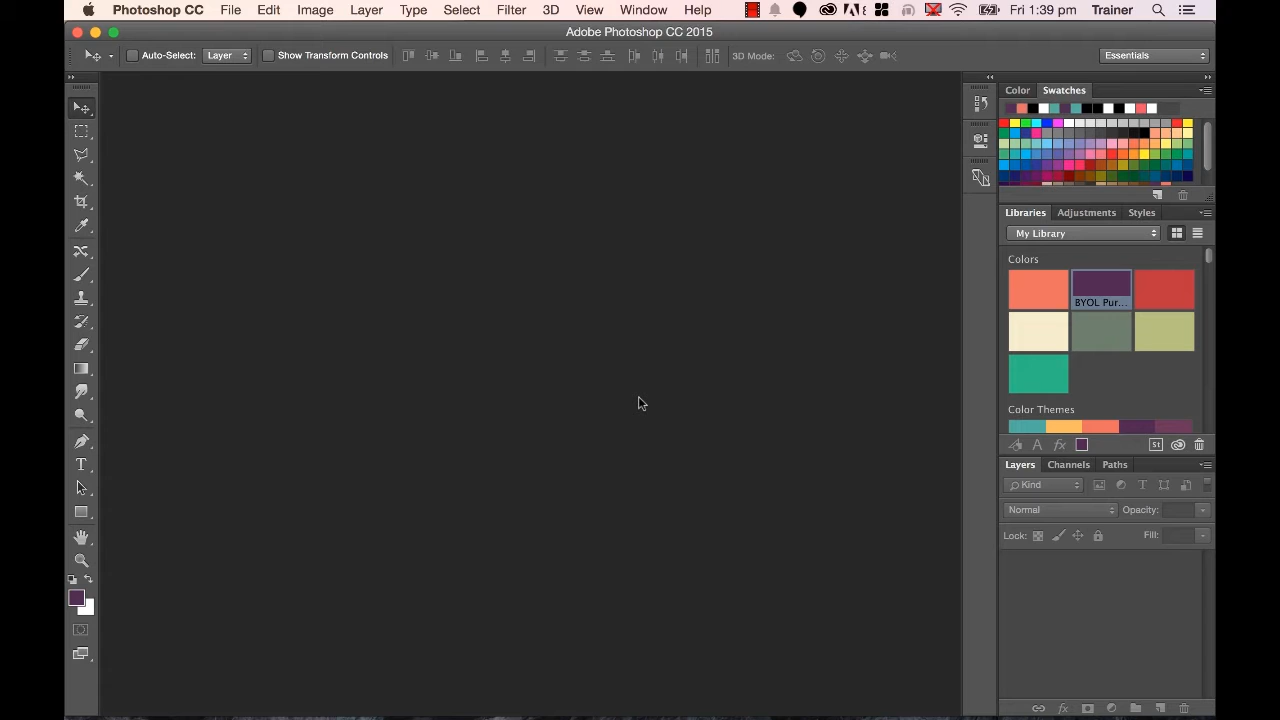 Photoshop CC File Edit Image Layer Type Select Filter 3D View Window Help Fri 1:39 pm Trainer
Adobe Photoshop CC 2015
Auto-Select: Layer Show Transform Controls 3D Mode: Essentials
Color Swatches
Libraries Adjustments Styles
My Library
Colors
BYOL Pur...
Color Themes
St
Layers Channels Paths
Kind
Normal Opacity:
Lock: Fill: